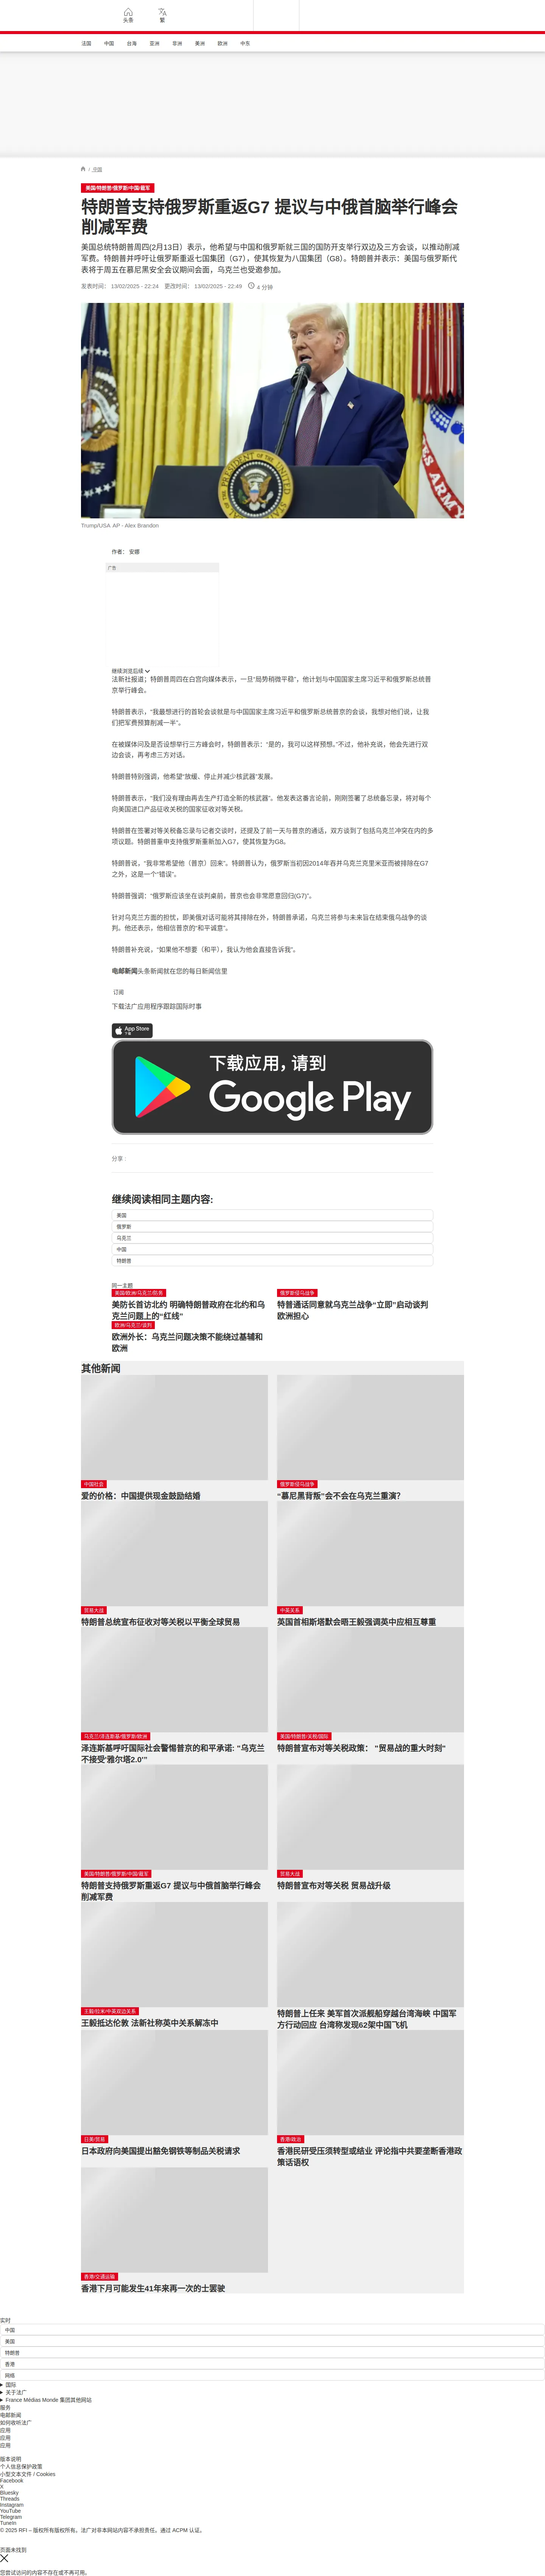 头条
繁
法国
中国
台海
亚洲
非洲
美洲
欧洲
中东
/ 中国
美国/特朗普/俄罗斯/中国/裁军
特朗普支持俄罗斯重返G7 提议与中俄首脑举行峰会
削减军费
美国总统特朗普周四(2月13日）表示，他希望与中国和俄罗斯就三国的国防开支举行双边及三方会谈，以推动削减
军费。特朗普并呼吁让俄罗斯重返七国集团（G7），使其恢复为八国集团（G8）。特朗普并表示：美国与俄罗斯代
表将于周五在慕尼黑安全会议期间会面，乌克兰也受邀参加。
发表时间： 13/02/2025 - 22:24
更改时间： 13/02/2025 - 22:49
4 分钟
Trump/USA AP - Alex Brandon
作者： 安娜
广告
继续浏览后续
法新社报道；特朗普周四在白宫向媒体表示，一旦“局势稍微平稳”，他计划与中国国家主席习近平和俄罗斯总统普
京举行峰会。
特朗普表示，“我最想进行的首轮会谈就是与中国国家主席习近平和俄罗斯总统普京的会谈，我想对他们说，让我
们把军费预算削减一半”。
在被媒体问及是否设想举行三方峰会时，特朗普表示：“是的，我可以这样预想。”不过，他补充说，他会先进行双
边会谈，再考虑三方对话。
特朗普特别强调，他希望“放缓、停止并减少核武器”发展。
特朗普表示，“我们没有理由再去生产打造全新的核武器”。他发表这番言论前，刚刚签署了总统备忘录，将对每个
向美国进口产品征收关税的国家征收对等关税。
特朗普在签署对等关税备忘录与记者交谈时，还提及了前一天与普京的通话，双方谈到了包括乌克兰冲突在内的多
项议题。特朗普重申支持俄罗斯重新加入G7，使其恢复为G8。
特朗普说，“我非常希望他（普京）回来”。特朗普认为，俄罗斯当初因2014年吞并乌克兰克里米亚而被排除在G7
之外，这是一个“错误”。
特朗普强调：“俄罗斯应该坐在谈判桌前，普京也会非常愿意回归(G7)”。
针对乌克兰方面的担忧，即美俄对话可能将其排除在外，特朗普承诺，乌克兰将参与未来旨在结束俄乌战争的谈
判。他还表示，他相信普京的“和平诚意”。
特朗普补充说，“如果他不想要（和平），我认为他会直接告诉我”。
电邮新闻头条新闻就在您的每日新闻信里
订阅
下载法广应用程序跟踪国际时事
App Store
下载
下载应用，请到
Google Play
分享 :
继续阅读相同主题内容:
美国
俄罗斯
乌克兰
中国
特朗普
同一主题
美国/欧洲/乌克兰/防务
美防长首访北约 明确特朗普政府在北约和乌
克兰问题上的“红线”
俄罗斯侵乌战争
特普通话同意就乌克兰战争“立即”启动谈判
欧洲担心
欧洲/乌克兰/谈判
欧洲外长：乌克兰问题决策不能绕过基辅和
欧洲
其他新闻
中国社会
爱的价格：中国提供现金鼓励结婚
俄罗斯侵乌战争
“慕尼黑背叛”会不会在乌克兰重演？
贸易大战
特朗普总统宣布征收对等关税以平衡全球贸易
中英关系
英国首相斯塔默会晤王毅强调英中应相互尊重
乌克兰/泽连斯基/俄罗斯/欧洲
泽连斯基呼吁国际社会警惕普京的和平承诺: "乌克兰
不接受‘雅尔塔2.0'"
美国/特朗普/关税/国际
特朗普宣布对等关税政策： "贸易战的重大时刻"
美国/特朗普/俄罗斯/中国/裁军
特朗普支持俄罗斯重返G7 提议与中俄首脑举行峰会
削减军费
贸易大战
特朗普宣布对等关税 贸易战升级
王毅/拉米/中英双边关系
王毅抵达伦敦 法新社称英中关系解冻中
特朗普上任来 美军首次派舰船穿越台湾海峡 中国军
方行动回应 台湾称发现62架中国飞机
日美/贸易
日本政府向美国提出豁免钢铁等制品关税请求
香港/政治
香港民研受压须转型或结业 评论指中共要垄断香港政
策话语权
香港/交通运输
香港下月可能发生41年来再一次的士罢驶
实时
中国
美国
特朗普
香港
网络
国际
关于法广
France Médias Monde 集团其他网站
服务
电邮新闻
如何收听法广
应用
应用
应用
版本说明
个人信息保护政策
小型文本文件 / Cookies
Facebook
X
Bluesky
Threads
Instagram
YouTube
Telegram
TuneIn
© 2025 RFI – 版权所有版权所有。法广对非本网站内容不承担责任。通过 ACPM 认证。
页面未找到
您尝试访问的内容不存在或不再可用。